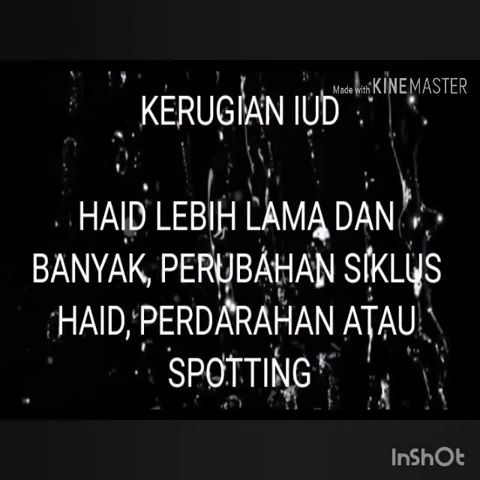 Made with KINEMASTER
KERUGIAN IUD
HAID LEBIH LAMA DAN
BANYAK, PERUBAHAN SIKLUS
HAID, PERDARAHAN ATAU
SPOTTING
InShOt